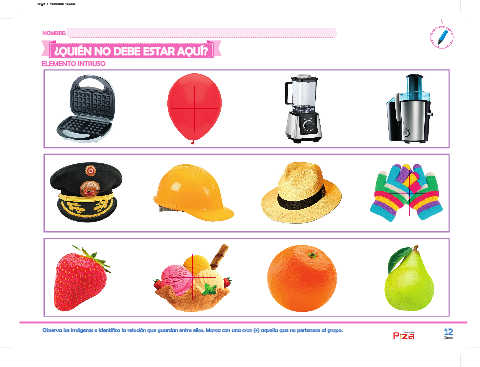 NOMBRE:
¿QUIÉN NO DEBE ESTAR AQUÍ?
ELEMENTO INTRUSO
Observa las imágenes e identifica la relación que guardan entre ellas. Marca con una cruz (x) aquella que no pertenece al grupo.
12